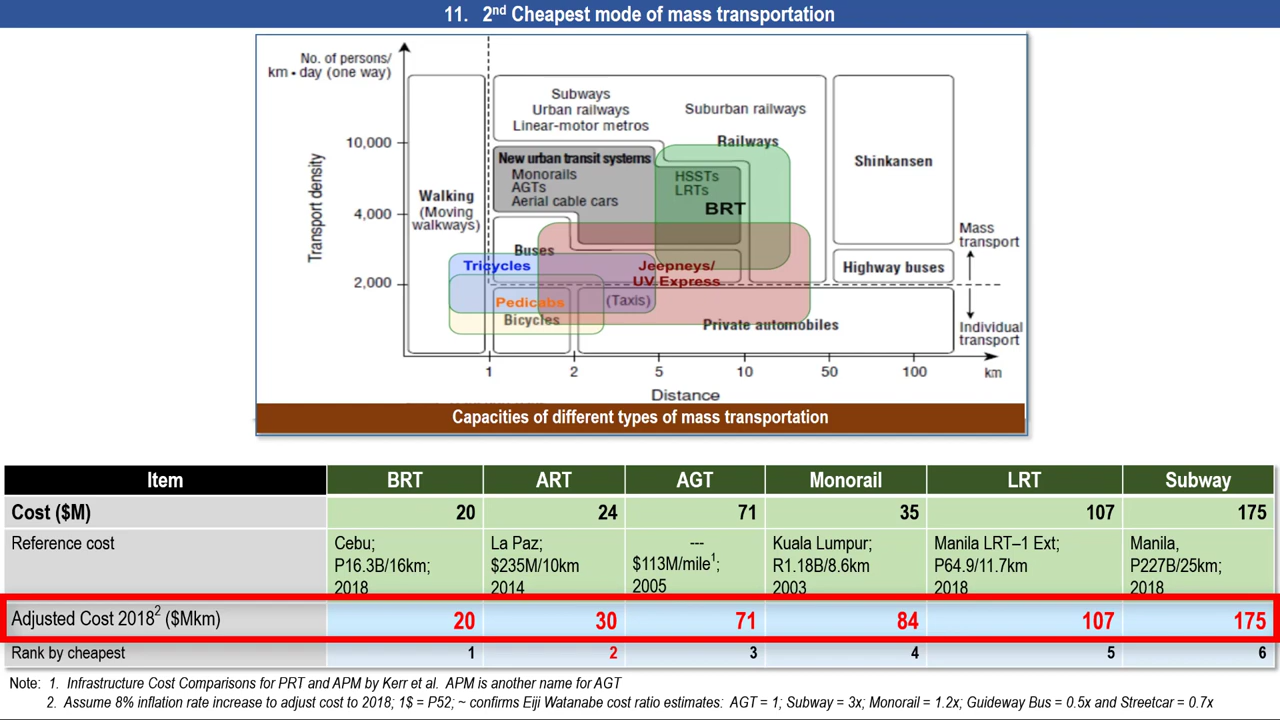 11. 2nd Cheapest mode of mass transportation
No. of persons/
km • day (one way)
Transport density
10,000
4,000
2,000
Walking
(Moving
walkways)
Subways
Urban railways
Linear-motor metros
Suburban railways
Railways
New urban transit systems
Monorails
AGTs
Aerial cable cars
HSSTs
LRTs
BRT
Shinkansen
Buses
Tricycles
Jeepneys/
UV Express
Pedicabs
(Taxis)
Bicycles
Private automobiles
Highway buses
Mass
transport
Individual
transport
1 2 5 10 50 100 km
Distance
Capacities of different types of mass transportation
Item BRT ART AGT Monorail LRT Subway
Cost ($M) 20 24 71 35 107 175
Reference cost Cebu; La Paz; --- Kuala Lumpur; Manila LRT–1 Ext; Manila,
P16.3B/16km; $235M/10km $113M/mile1; R1.18B/8.6km P64.9/11.7km P227B/25km;
2018 2014 2005 2003 2018 2018
Adjusted Cost 20182 ($Mkm) 20 30 71 84 107 175
Rank by cheapest 1 2 3 4 5 6
Note: 1. Infrastructure Cost Comparisons for PRT and APM by Kerr et al. APM is another name for AGT
2. Assume 8% inflation rate increase to adjust cost to 2018; 1$ = P52; ~ confirms Eiji Watanabe cost ratio estimates: AGT = 1; Subway = 3x; Monorail = 1.2x; Guideway Bus = 0.5x and Streetcar = 0.7x